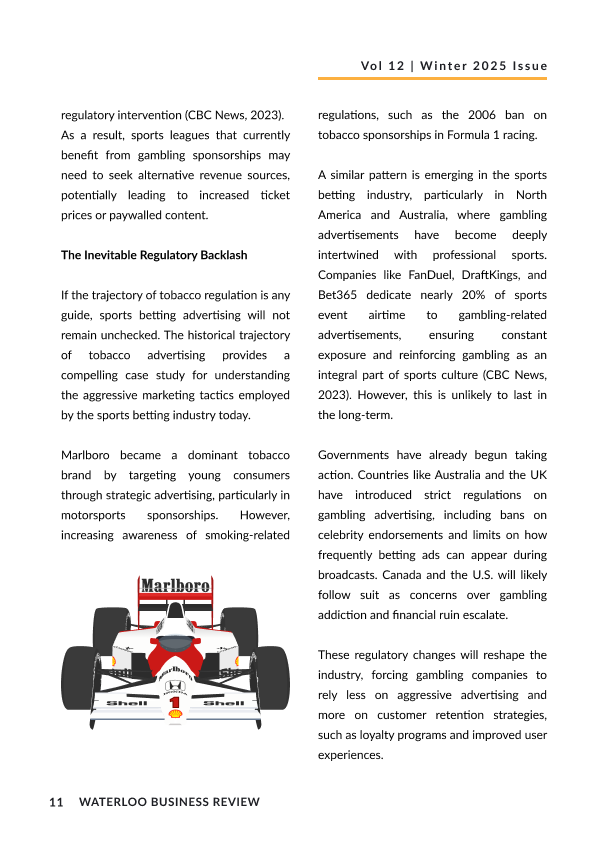 Vol 12 | Winter 2025 Issue
regulatory intervention (CBC News, 2023).
As a result, sports leagues that currently
benefit from gambling sponsorships may
need to seek alternative revenue sources,
potentially leading to increased ticket
prices or paywalled content.
The Inevitable Regulatory Backlash
If the trajectory of tobacco regulation is any
guide, sports betting advertising will not
remain unchecked. The historical trajectory
of tobacco advertising provides a
compelling case study for understanding
the aggressive marketing tactics employed
by the sports betting industry today.
Marlboro became a dominant tobacco
brand by targeting young consumers
through strategic advertising, particularly in
motorsports sponsorships. However,
increasing awareness of smoking-related
Marlboro
Marlboro
HONDA
1
Shell
Shell
regulations, such as the 2006 ban on
tobacco sponsorships in Formula 1 racing.
A similar pattern is emerging in the sports
betting industry, particularly in North
America and Australia, where gambling
advertisements have become deeply
intertwined with professional sports.
Companies like FanDuel, DraftKings, and
Bet365 dedicate nearly 20% of sports
event airtime to gambling-related
advertisements, ensuring constant
exposure and reinforcing gambling as an
integral part of sports culture (CBC News,
2023). However, this is unlikely to last in
the long-term.
Governments have already begun taking
action. Countries like Australia and the UK
have introduced strict regulations on
gambling advertising, including bans on
celebrity endorsements and limits on how
frequently betting ads can appear during
broadcasts. Canada and the U.S. will likely
follow suit as concerns over gambling
addiction and financial ruin escalate.
These regulatory changes will reshape the
industry, forcing gambling companies to
rely less on aggressive advertising and
more on customer retention strategies,
such as loyalty programs and improved user
experiences.
11 WATERLOO BUSINESS REVIEW